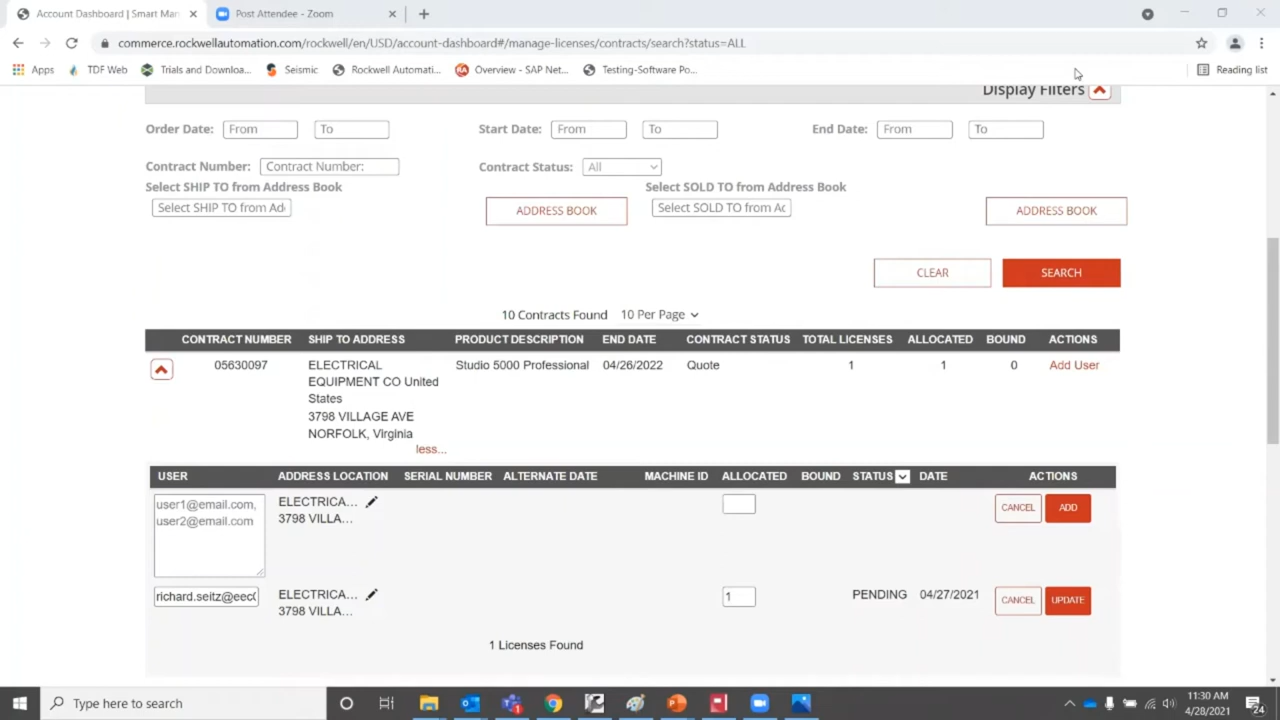 Account Dashboard | Smart Mar
Post Attendee - Zoom
commerce.rockwellautomation.com/rockwell/en/USD/account-dashboard#/manage-licenses/contracts/search?status=ALL
Apps TDF Web Trials and Downloa... Seismic Rockwell Automati... Overview - SAP Net... Testing-Software Po... Reading list
Display Filters
Order Date: From To Start Date: From To End Date: From To
Contract Number: Contract Number: Contract Status: All
Select SHIP TO from Address Book Select SOLD TO from Address Book
Select SHIP TO from Ad ADDRESS BOOK Select SOLD TO from Ac ADDRESS BOOK
CLEAR SEARCH
10 Contracts Found 10 Per Page
CONTRACT NUMBER SHIP TO ADDRESS PRODUCT DESCRIPTION END DATE CONTRACT STATUS TOTAL LICENSES ALLOCATED BOUND ACTIONS
05630097 ELECTRICAL Studio 5000 Professional 04/26/2022 Quote 1 1 0 Add User
EQUIPMENT CO United
States
3798 VILLAGE AVE
NORFOLK, Virginia
less...
USER ADDRESS LOCATION SERIAL NUMBER ALTERNATE DATE MACHINE ID ALLOCATED BOUND STATUS DATE ACTIONS
user1@email.com, ELECTRICA... CANCEL ADD
user2@email.com 3798 VILLA...
richard.seitz@eec ELECTRICA... 1 PENDING 04/27/2021 CANCEL UPDATE
3798 VILLA...
1 Licenses Found
Type here to search
11:30 AM
4/28/2021
24